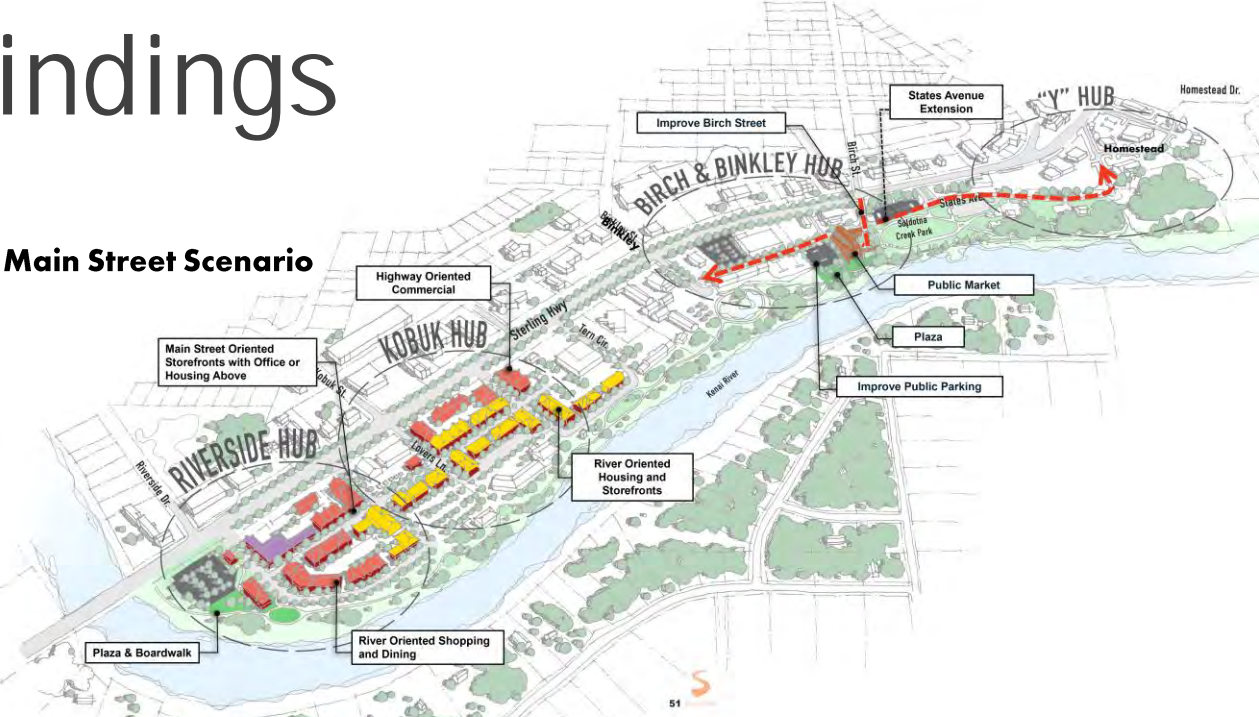 indings
Main Street Scenario
"Y" HUB
Homestead Dr.
States Avenue
Extension
Improve Birch Street
Birch St.
Homestead
BIRCH & BINKLEY HUB
States Ave
Soldotna
Creek Park
Binkley St.
Binkley
Public Market
Plaza
Improve Public Parking
Highway Oriented
Commercial
Sterling Hwy
Tern Cir.
Kenai River
KOBUK HUB
Main Street Oriented
Storefronts with Office or
Housing Above
Kobuk St.
Lovers Ln.
River Oriented
Housing and
Storefronts
RIVERSIDE HUB
Riverside Dr.
Plaza & Boardwalk
River Oriented Shopping
and Dining
51